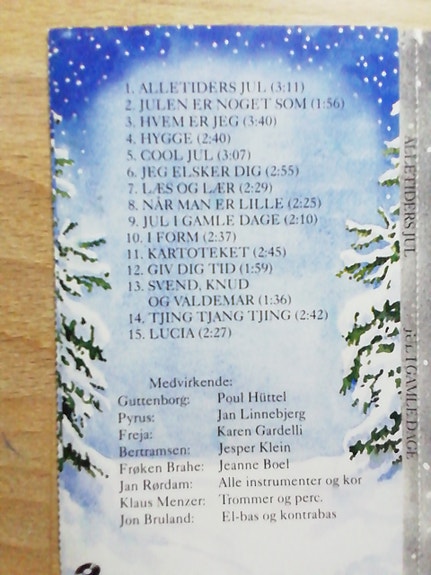 1. ALLETIDERS JUL (3:11)
2. JULEN ER NOGET SOM (1:56)
3. HVEM ER JEG (3:40)
4. HYGGE (2:40)
5. COOL JUL (3:07)
6. JEG ELSKER DIG (2:55)
7. LÆS OG LÆR (2:29)
8. NÅR MAN ER LILLE (2:25)
9. JUL I GAMLE DAGE (2:10)
10. I FORM (2:37)
11. KARTOTEKET (2:45)
12. GIV DIG TID (1:59)
13. SVEND, KNUD
OG VALDEMAR (1:36)
14. TJING TJANG TJING (2:42)
15. LUCIA (2:27)
Medvirkende:
Guttenborg: Poul Hüttel
Pyrus: Jan Linnebjerg
Freja: Karen Gardelli
Bertramsen: Jesper Klein
Frøken Brahe: Jeanne Boel
Jan Rørdam: Alle instrumenter og kor
Klaus Menzer: Trommer og perc.
Jon Bruland: El-bas og kontrabas
ALLETIDERS JUL
JUL I GAMLE DAGE